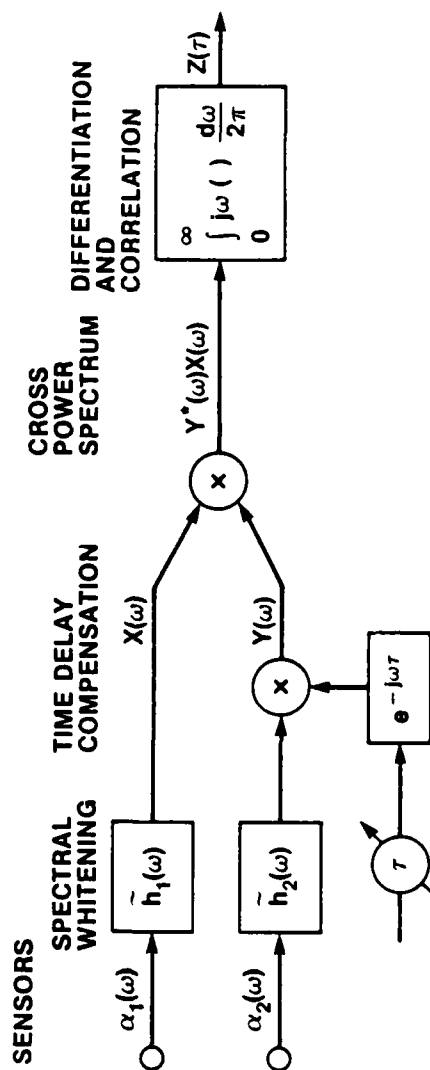 SENSORS
SPECTRAL
WHITENING
TIME DELAY
COMPENSATION
CROSS
POWER
SPECTRUM
DIFFERENTIATION
AND
CORRELATION
α₁(ω)
h̃₁(ω)
X(ω)
α₂(ω)
h̃₂(ω)
×
Y(ω)
×
Y*(ω)X(ω)
∞
∫ jω ( ) dω/2π
0
Z(τ)
τ
e^{-jωτ}